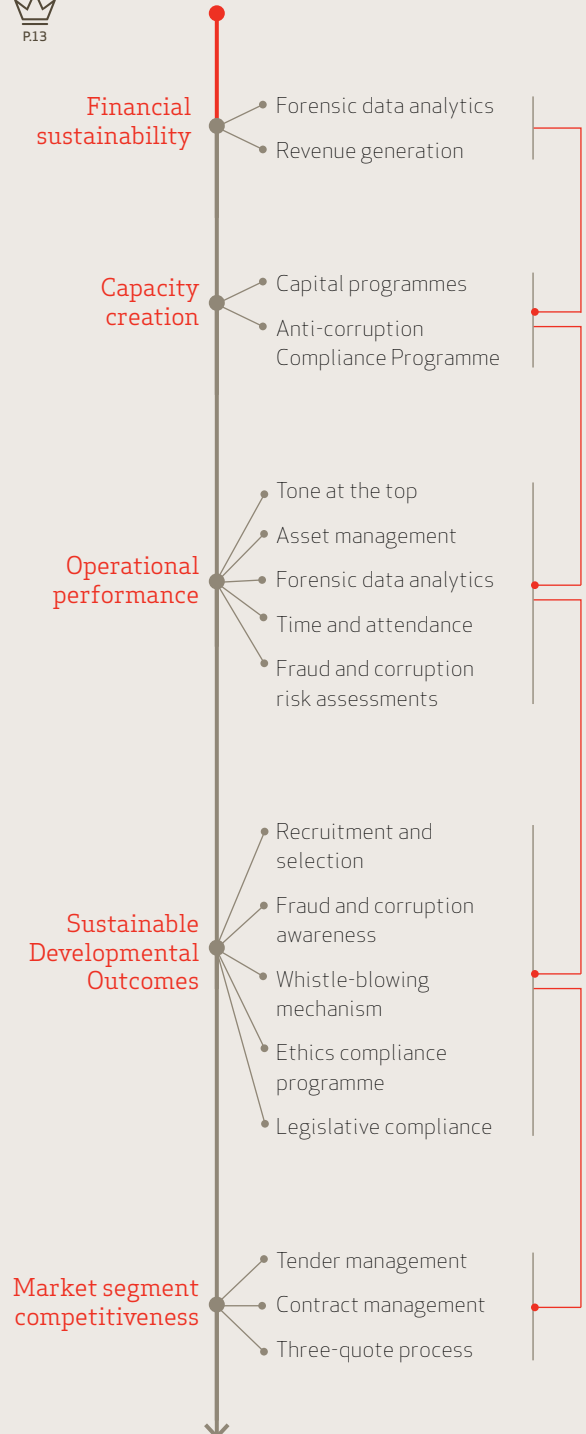 P.13
Financial
sustainability
Forensic data analytics
Revenue generation
Capacity
creation
Capital programmes
Anti-corruption
Compliance Programme
Operational
performance
Tone at the top
Asset management
Forensic data analytics
Time and attendance
Fraud and corruption
risk assessments
Sustainable
Developmental
Outcomes
Recruitment and
selection
Fraud and corruption
awareness
Whistle-blowing
mechanism
Ethics compliance
programme
Legislative compliance
Market segment
competitiveness
Tender management
Contract management
Three-quote process